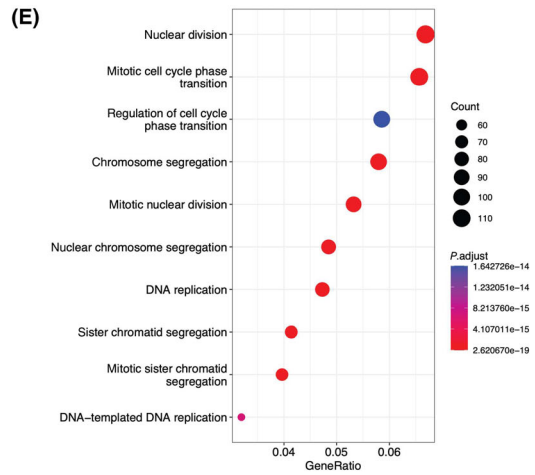 (E)
Nuclear division
Mitotic cell cycle phase
transition
Regulation of cell cycle
phase transition
Chromosome segregation
Mitotic nuclear division
Nuclear chromosome segregation
DNA replication
Sister chromatid segregation
Mitotic sister chromatid
segregation
DNA−templated DNA replication
0.04 0.05 0.06
GeneRatio
Count
60
70
80
90
100
110
P.adjust
1.642726e−14
1.232051e−14
8.213760e−15
4.107011e−15
2.620670e−19